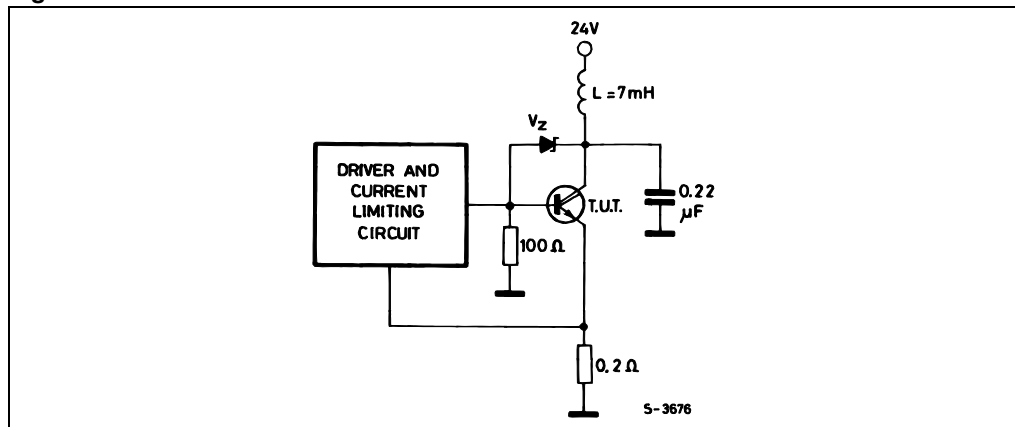 24V
L = 7mH
Vz
DRIVER AND
CURRENT
LIMITING
CIRCUIT
T.U.T.
0.22
µF
100 Ω
0.2 Ω
S-3676